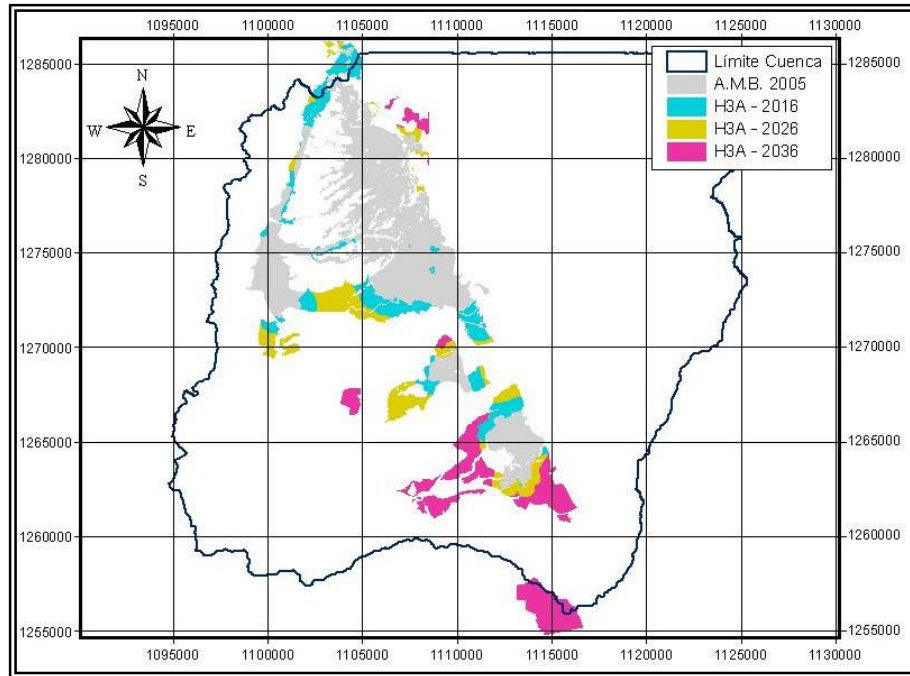 1095000 1100000 1105000 1110000 1115000 1120000 1125000 1130000
1285000 1285000
1280000 1280000
1275000 1275000
1270000 1270000
1265000 1265000
1260000 1260000
1255000 1255000
1095000 1100000 1105000 1110000 1115000 1120000 1125000 1130000
N
W E
S
Límite Cuenca
A.M.B. 2005
H3A - 2016
H3A - 2026
H3A - 2036